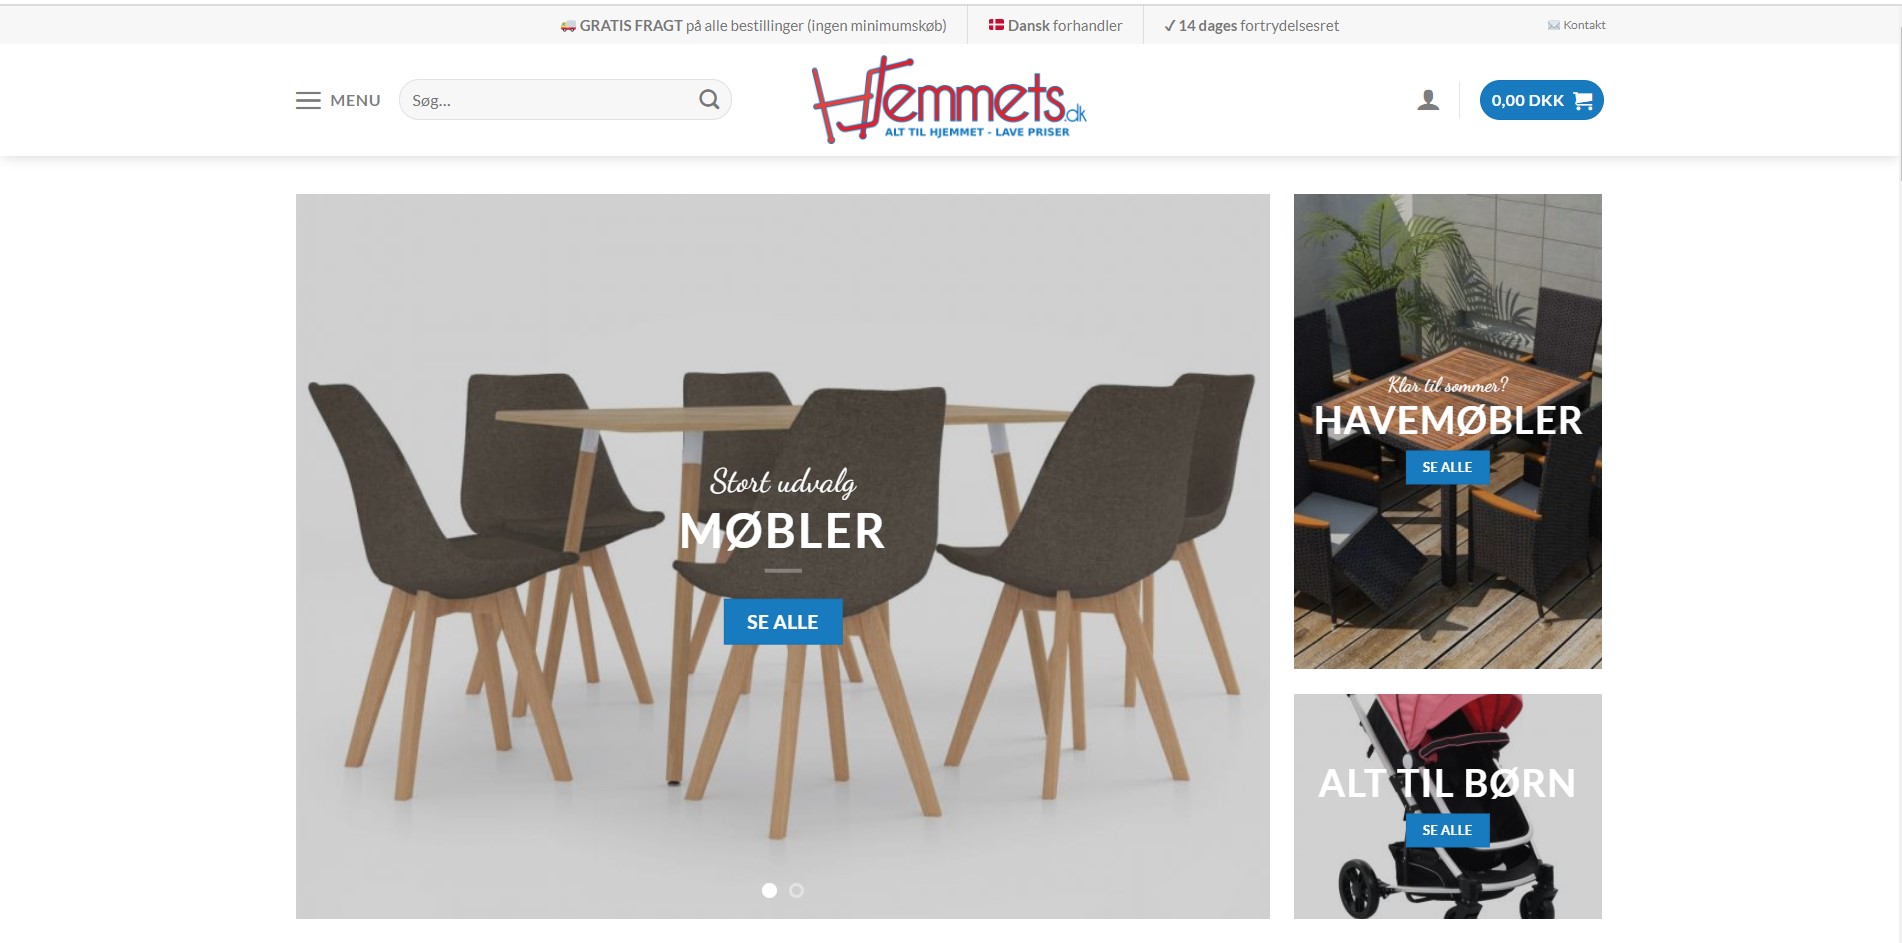 GRATIS FRAGT på alle bestillinger (ingen minimumskøb)
Dansk forhandler
✓ 14 dages fortrydelsesret
Kontakt
MENU
Søg...
Hjemmets.dk
ALT TIL HJEMMET - LAVE PRISER
0,00 DKK
Stort udvalg
MØBLER
SE ALLE
Klar til sommer?
HAVEMØBLER
SE ALLE
ALT TIL BØRN
SE ALLE